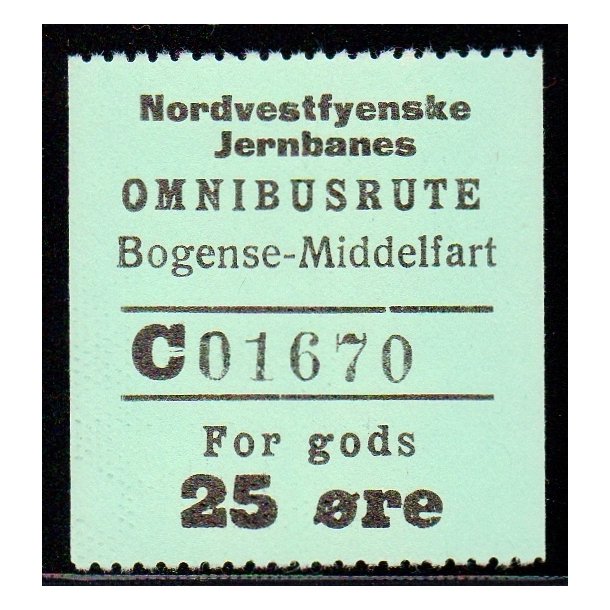 Nordvestfyenske
Jernbanes
OMNIBUSRUTE
Bogense-Middelfart
C01670
For gods
25 øre